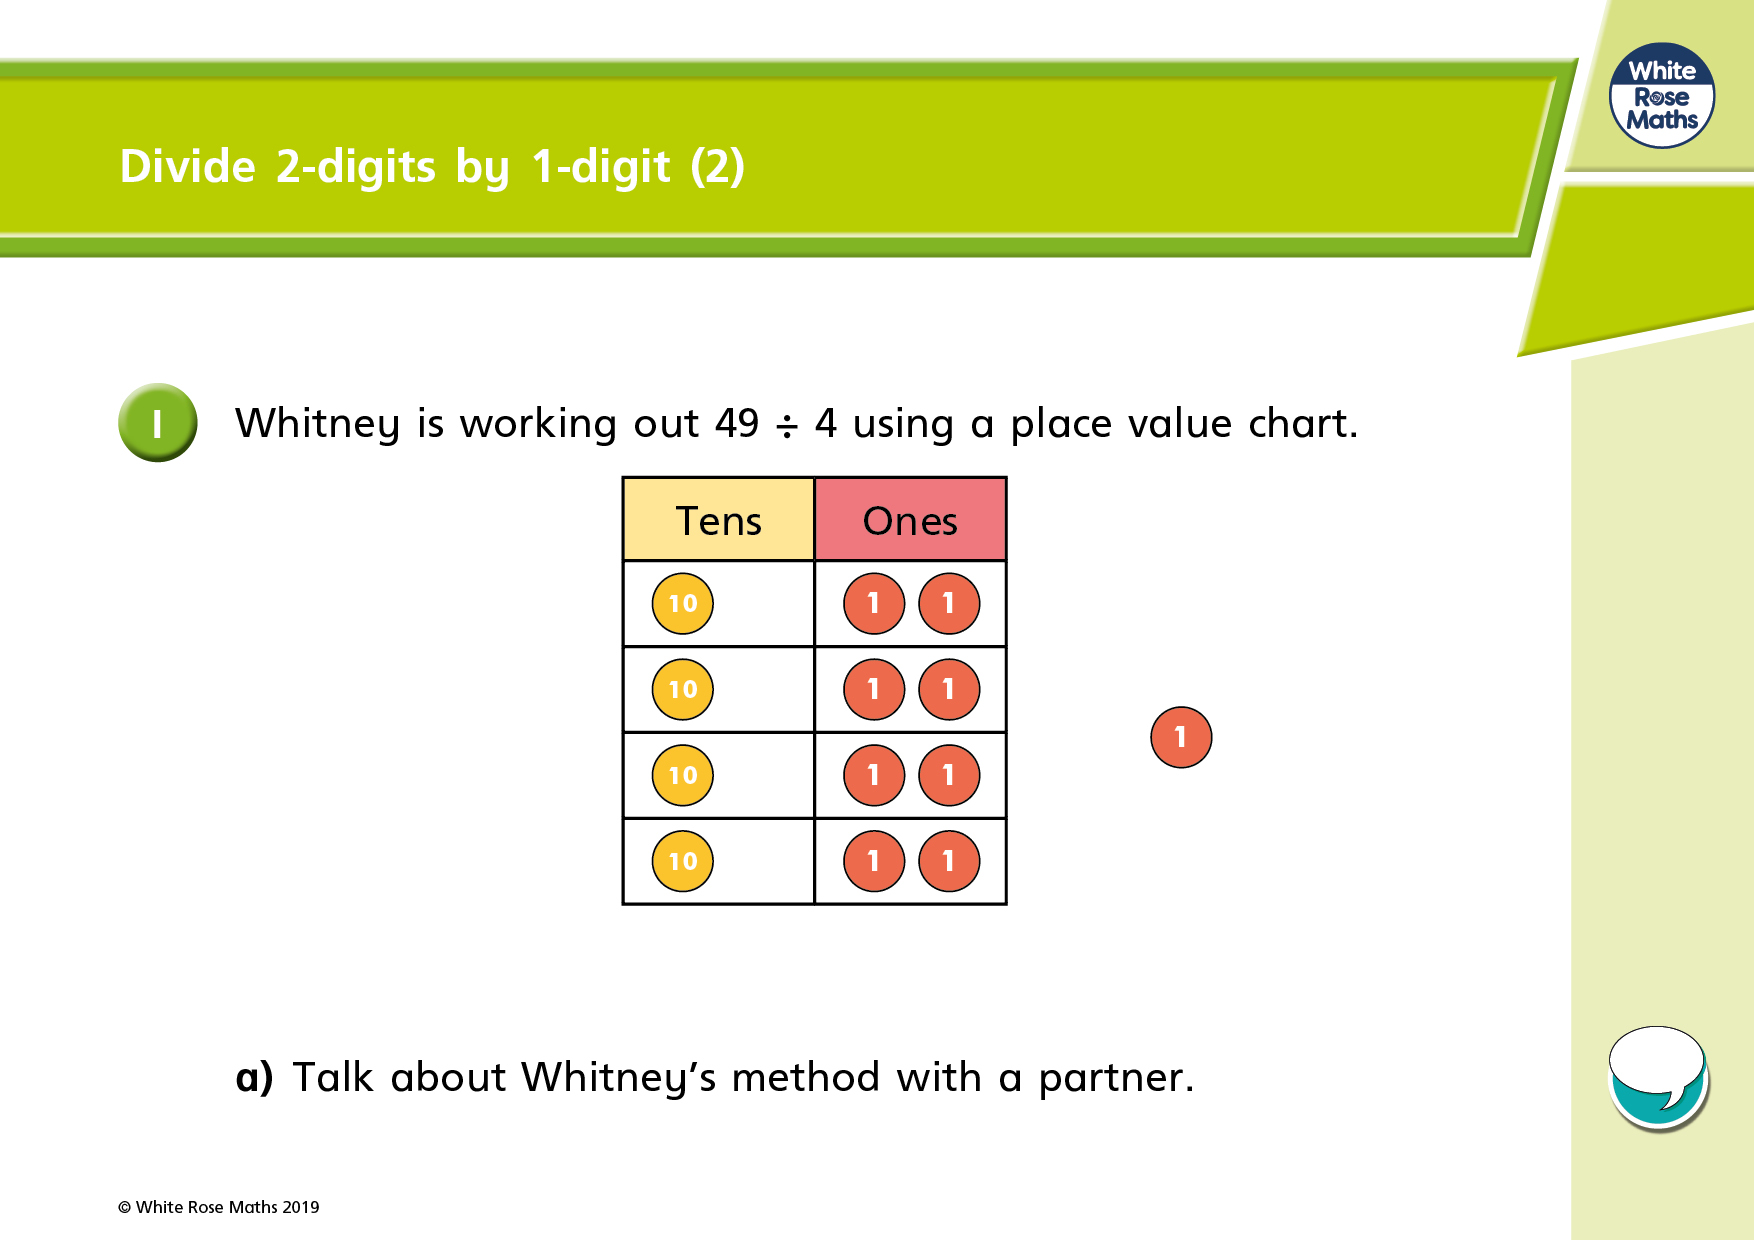 White
Rose
Maths
Divide 2-digits by 1-digit (2)
1 Whitney is working out 49 ÷ 4 using a place value chart.
Tens Ones
10 1 1
10 1 1
1
10 1 1
10 1 1
a) Talk about Whitney’s method with a partner.
© White Rose Maths 2019